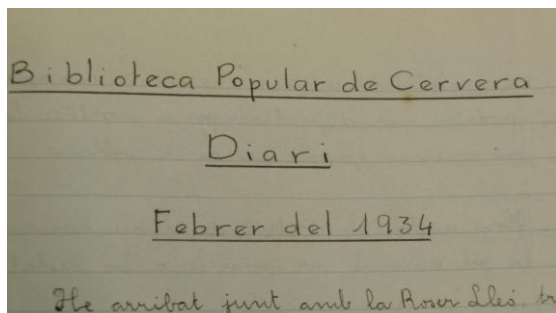 Biblioteca Popular de Cervera
Diari
Febrer del 1934
He arribat junt amb la Roser Lleó.